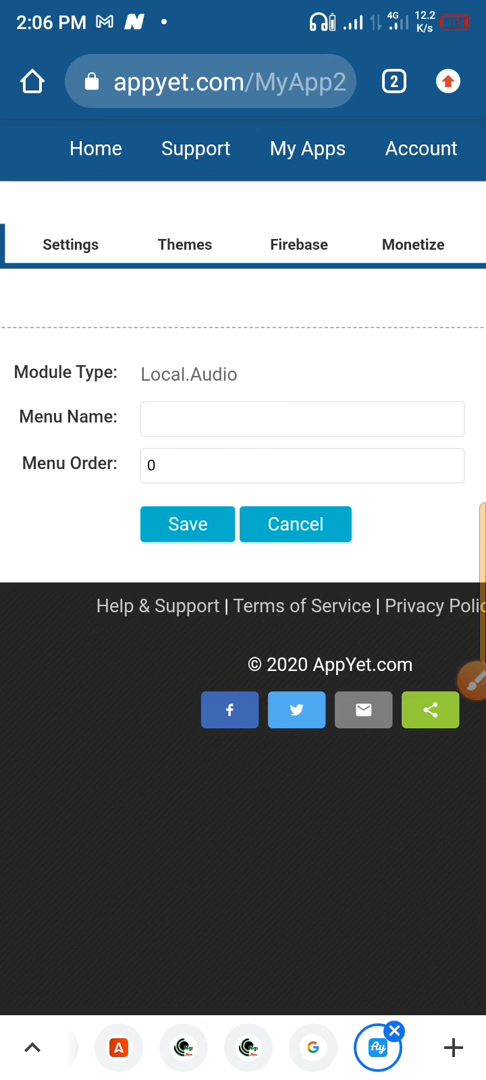 2:06 PM
4G 12.2 K/s
appyet.com/MyApp2
2
Home Support My Apps Account
Settings Themes Firebase Monetize
Module Type: Local.Audio
Menu Name:
Menu Order: 0
Save Cancel
Help & Support | Terms of Service | Privacy Polic
© 2020 AppYet.com